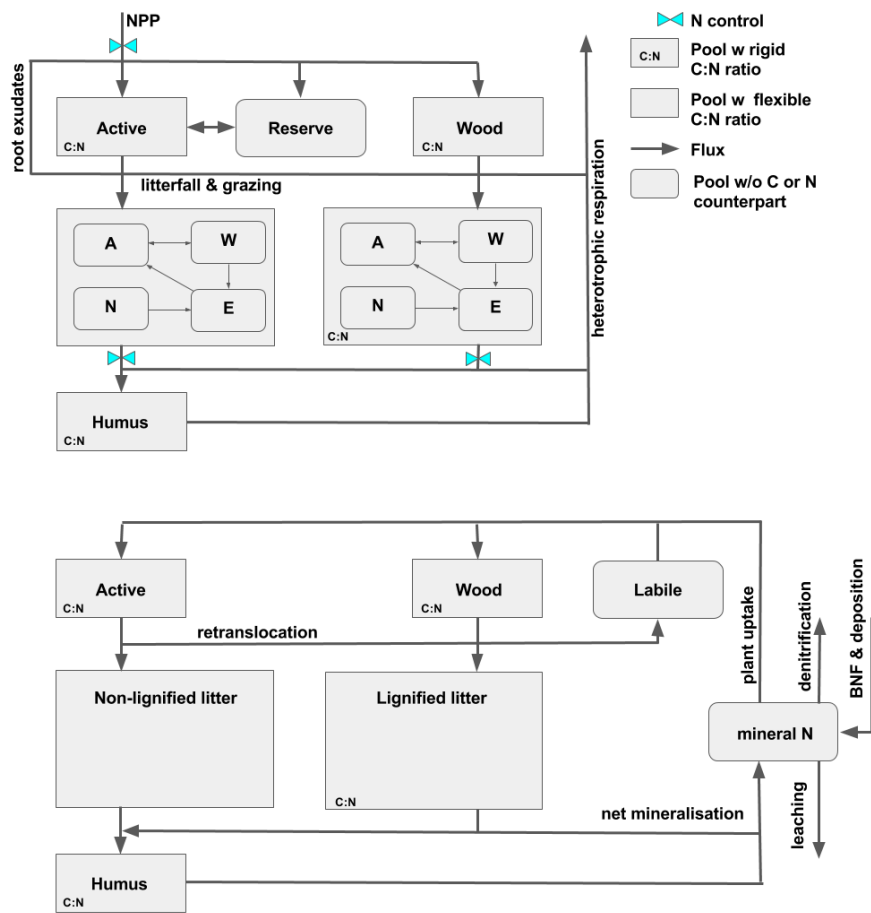 NPP
N control
C:N
Pool w rigid
C:N ratio
Pool w flexible
C:N ratio
Flux
Pool w/o C or N
counterpart
root exudates
Active
C:N
Reserve
Wood
C:N
litterfall & grazing
heterotrophic respiration
A
W
N
E
A
W
N
E
C:N
Humus
C:N
Active
C:N
Wood
C:N
Labile
retranslocation
plant uptake
denitrification
BNF & deposition
Non-lignified litter
Lignified litter
C:N
mineral N
net mineralisation
leaching
Humus
C:N